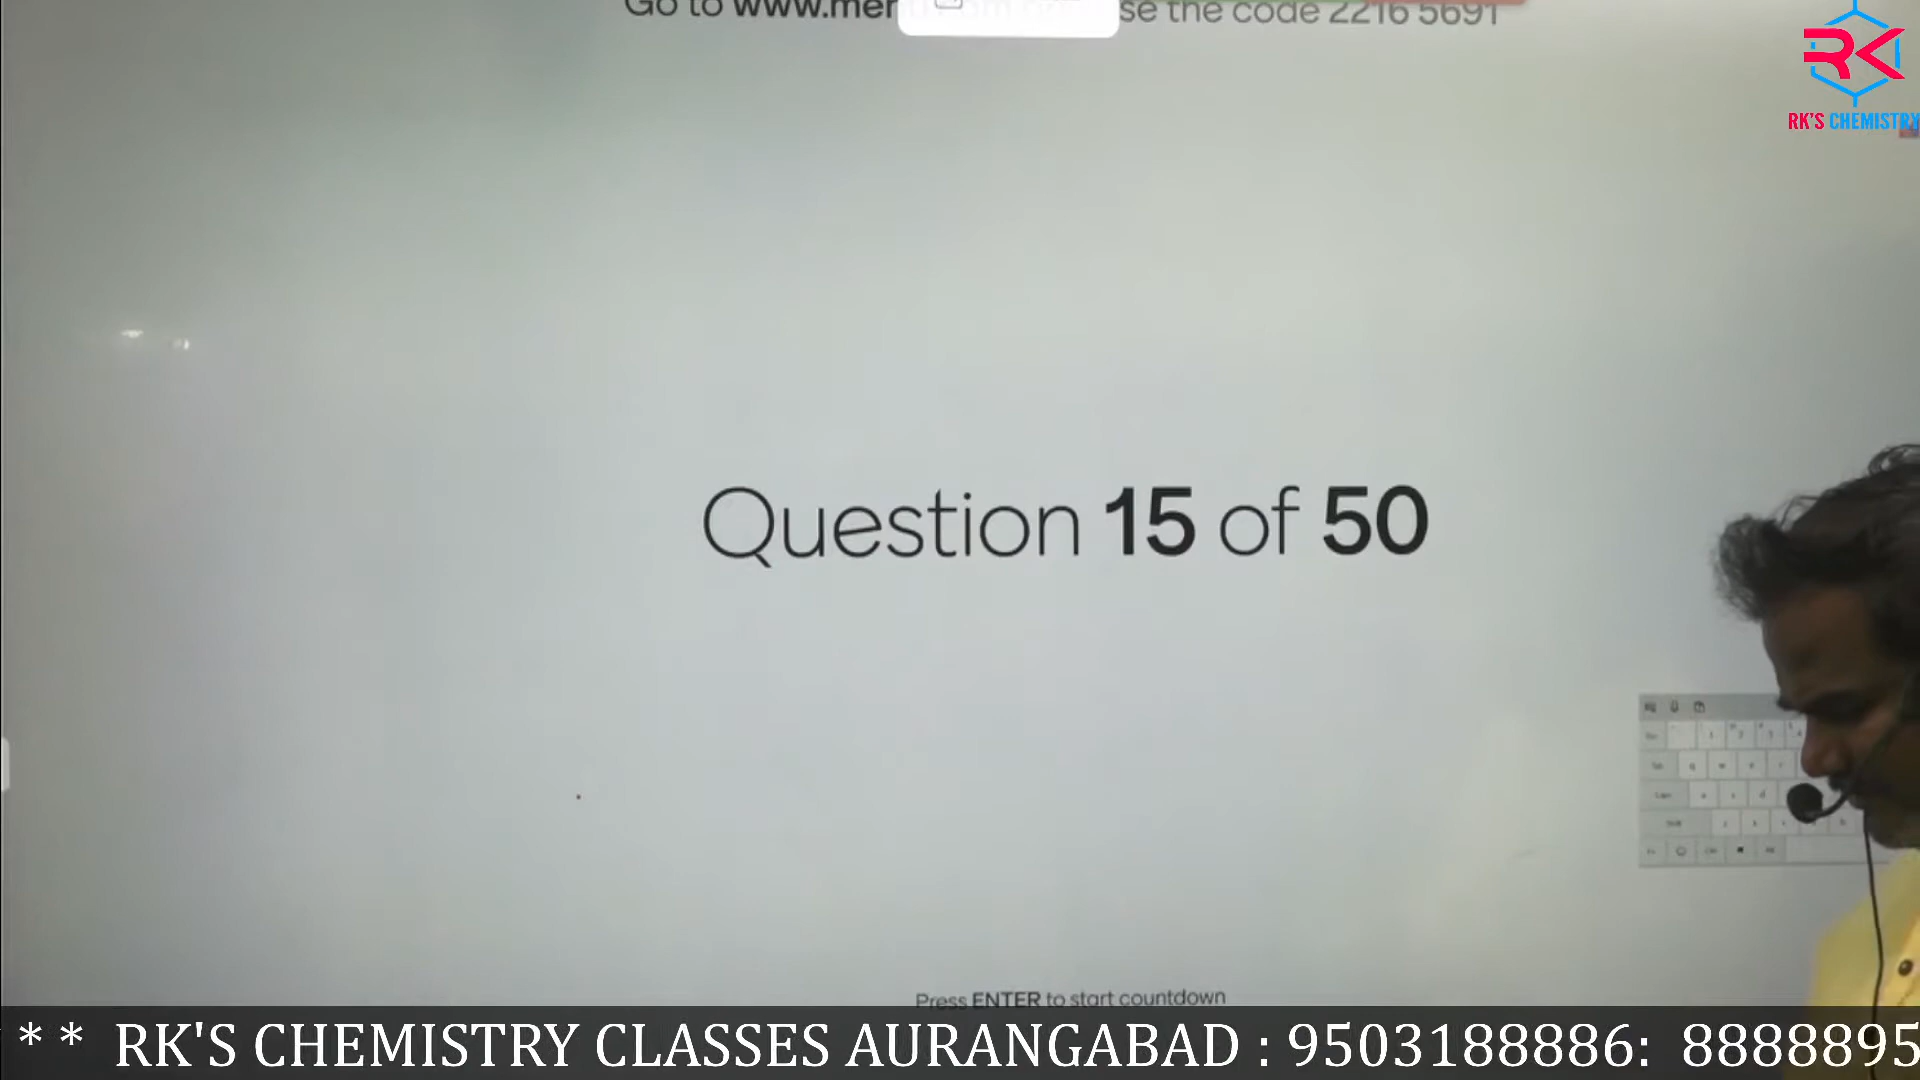 Go to www.mer
se the code 2216 5691
RK
RK'S CHEMISTRY
Question 15 of 50
Press ENTER to start countdown
** RK'S CHEMISTRY CLASSES AURANGABAD : 9503188886: 8888895